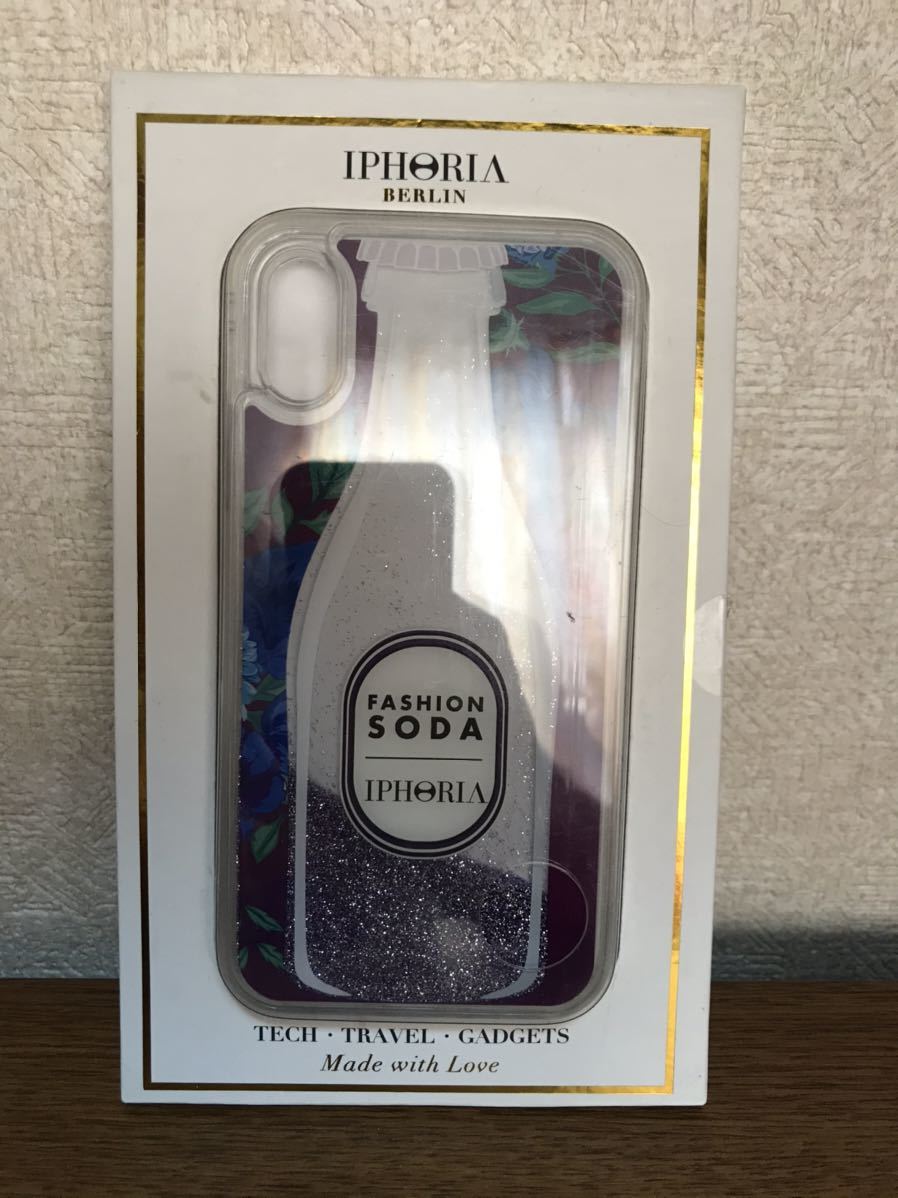 IPHORIA
BERLIN
FASHION
SODA
IPHORIA
TECH · TRAVEL · GADGETS
Made with Love